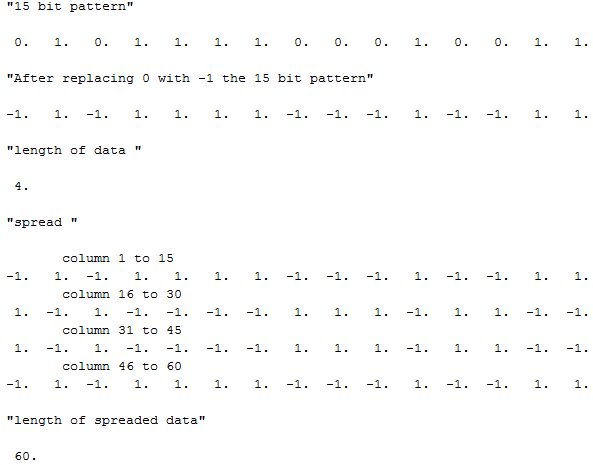 "15 bit pattern"
0. 1. 0. 1. 1. 1. 1. 0. 0. 0. 1. 0. 0. 1. 1.
"After replacing 0 with -1 the 15 bit pattern"
-1. 1. -1. 1. 1. 1. 1. -1. -1. -1. 1. -1. -1. 1. 1.
"length of data "
4.
"spread "
column 1 to 15
-1. 1. -1. 1. 1. 1. 1. -1. -1. -1. 1. -1. -1. 1. 1.
column 16 to 30
1. -1. 1. -1. -1. -1. -1. 1. 1. 1. -1. 1. 1. -1. -1.
column 31 to 45
1. -1. 1. -1. -1. -1. -1. 1. 1. 1. -1. 1. 1. -1. -1.
column 46 to 60
-1. 1. -1. 1. 1. 1. 1. -1. -1. -1. 1. -1. -1. 1. 1.
"length of spreaded data"
60.